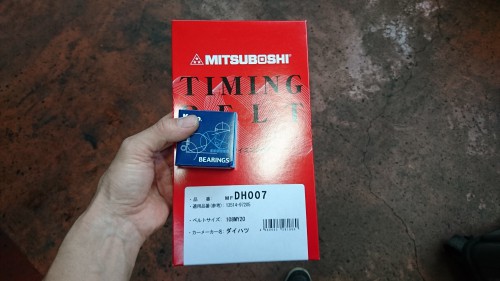 MITSUBOSHI
TIMING
BELT
BEARINGS
・品 番: MF DH007
・適用品番(参考):
・ベルトサイズ: 108MY20
・カーメーカー名: ダイハツ